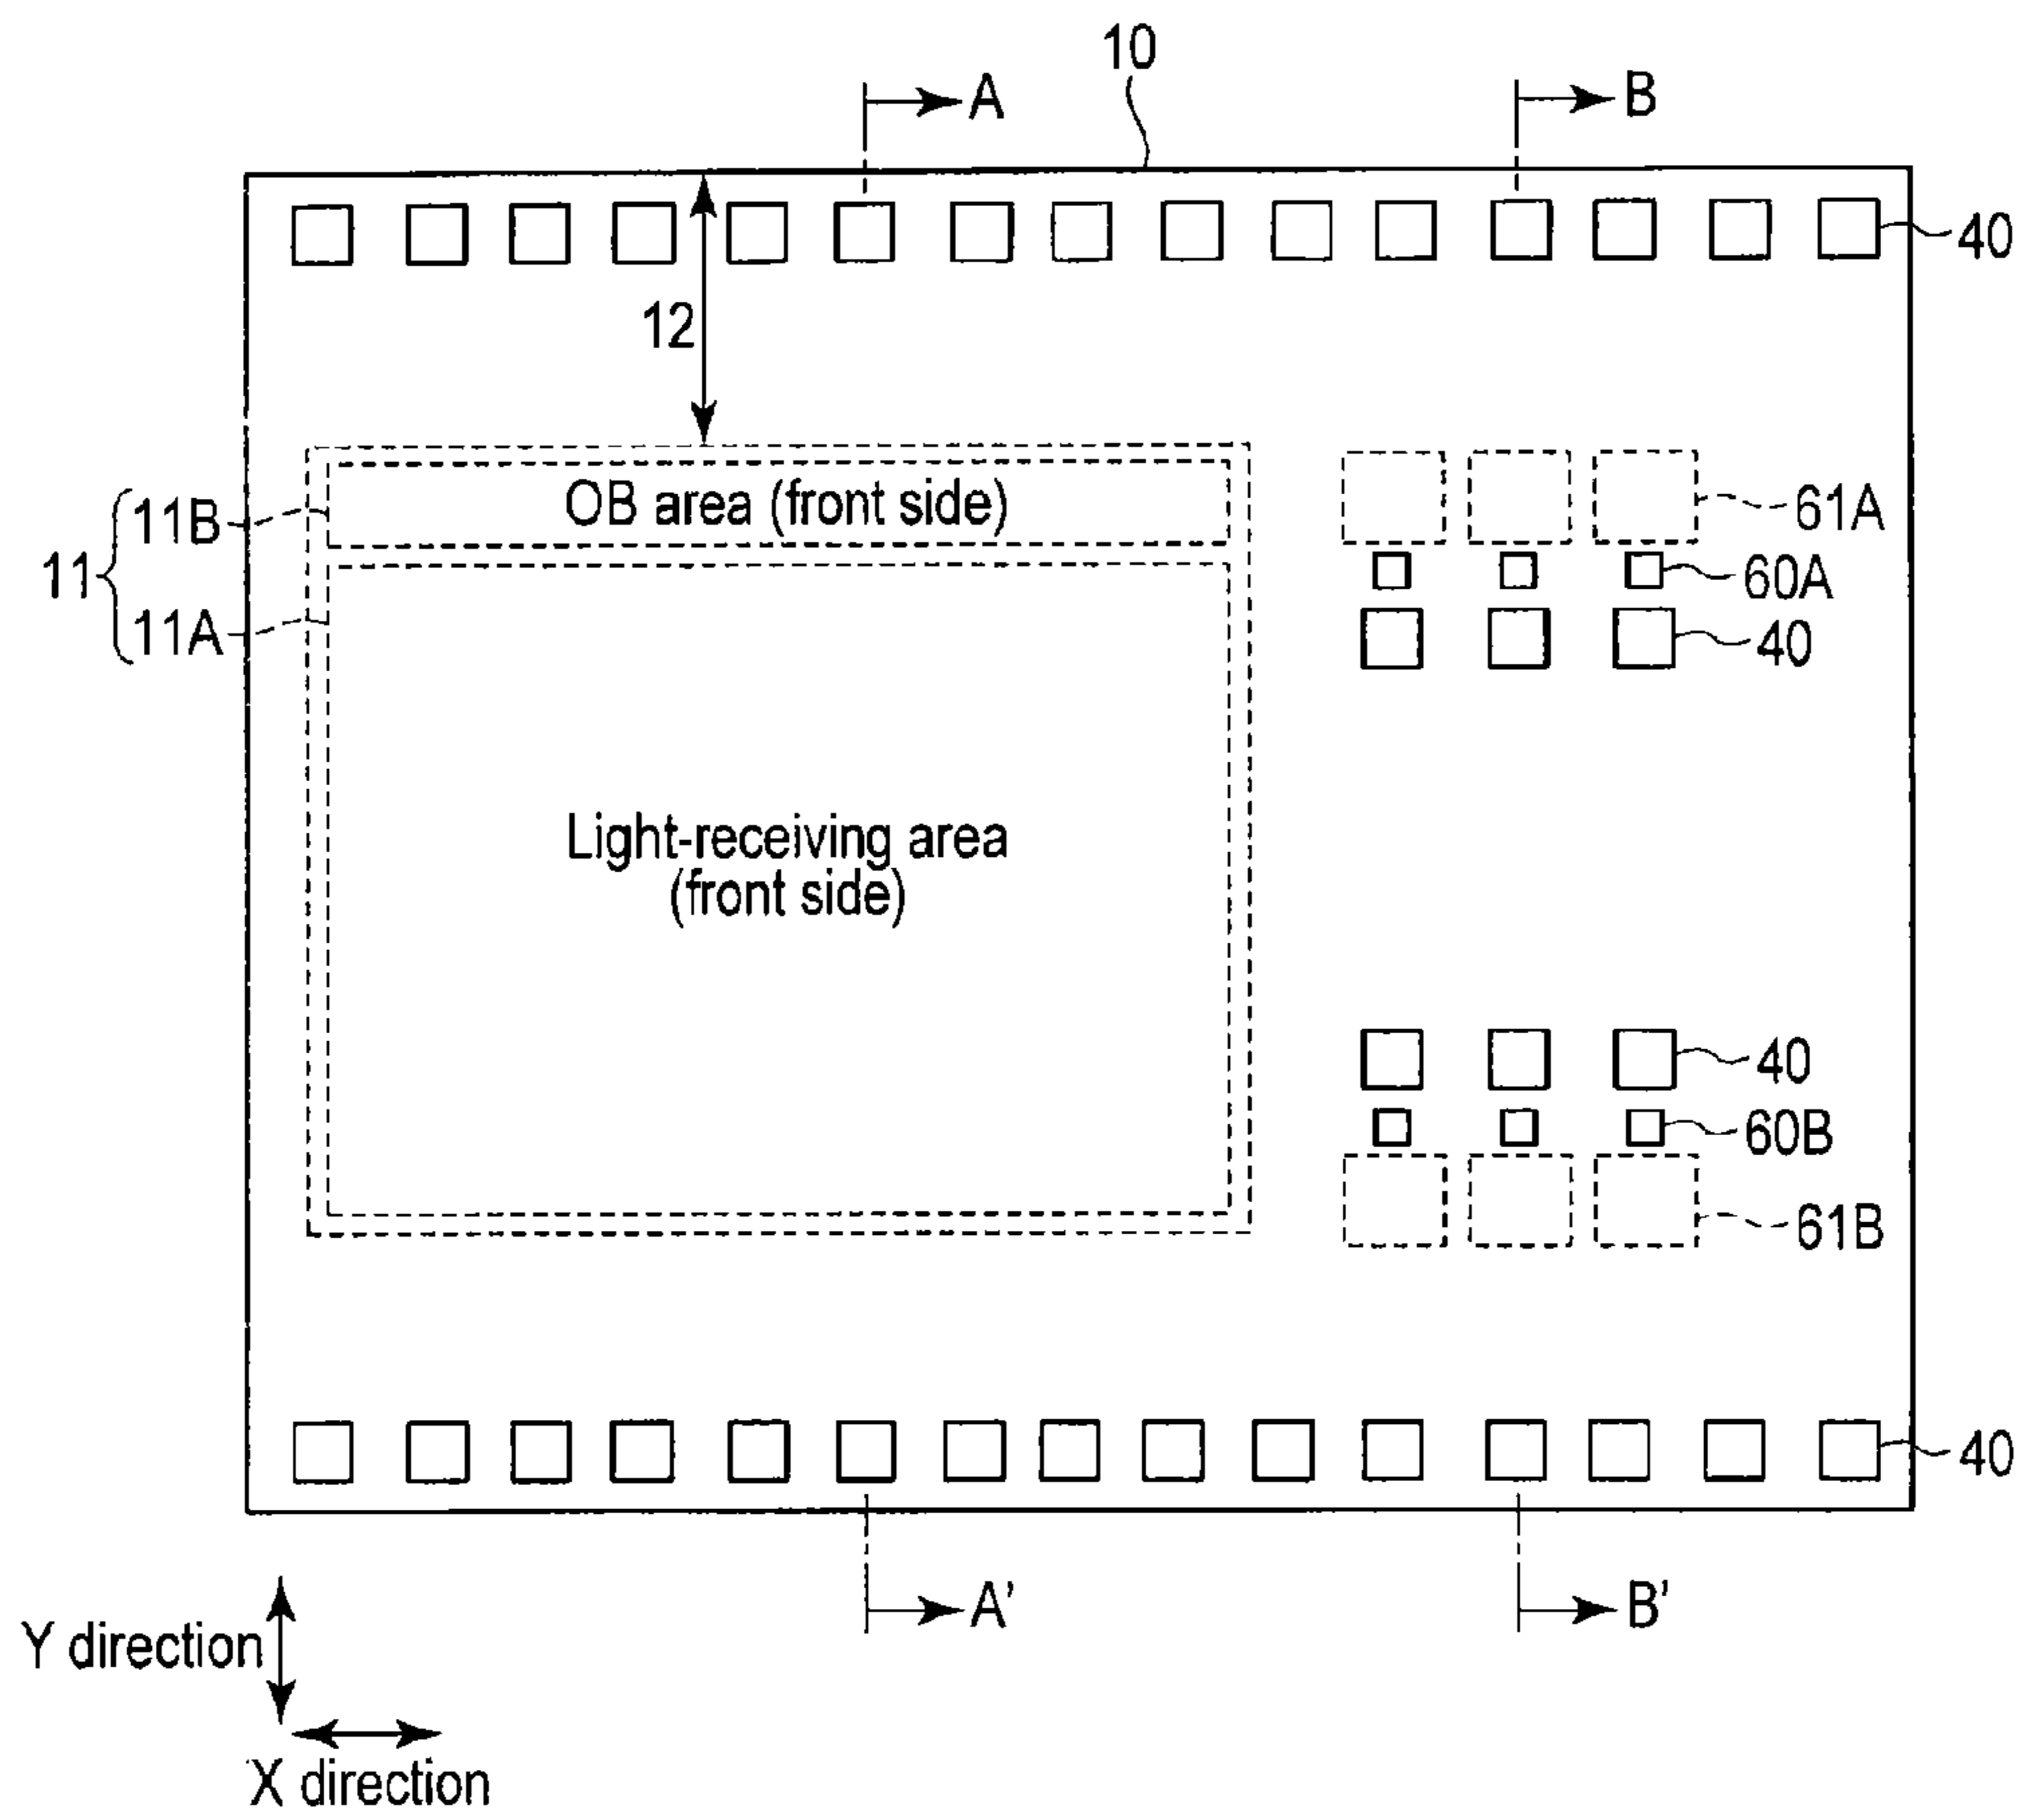 10
A
B
40
12
11B
OB area (front side)
61A
11
60A
11A
40
Light-receiving area
(front side)
40
60B
61B
40
A'
B'
Y direction
X direction